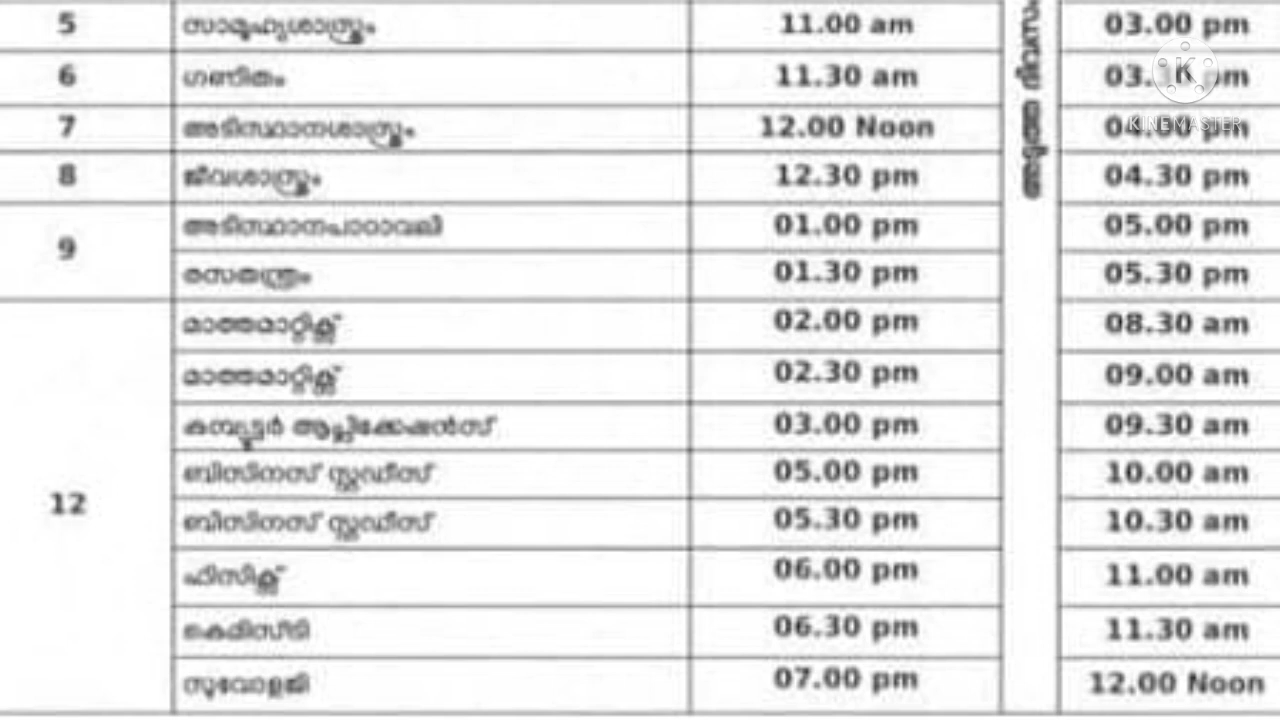 5 സാമൂഹ്യശാസ്ത്രം 11.00 am 03.00 pm
6 ഗണിതം 11.30 am pm
7 അടിസ്ഥാനശാസ്ത്രം 12.00 Noon 04.00 pm
8 ജീവശാസ്ത്രം 12.30 pm 04.30 pm
9 അടിസ്ഥാനപാഠാവലി 01.00 pm 05.00 pm
രസതന്ത്രം 01.30 pm 05.30 pm
12 മാത്തമാറ്റിക്സ് 02.00 pm 08.30 am
മാത്തമാറ്റിക്സ് 02.30 pm 09.00 am
കമ്പ്യൂട്ടർ ആപ്ലിക്കേഷൻസ് 03.00 pm 09.30 am
ബിസിനസ് സ്റ്റഡീസ് 05.00 pm 10.00 am
ബിസിനസ് സ്റ്റഡീസ് 05.30 pm 10.30 am
ഫിസിക്സ് 06.00 pm 11.00 am
കെമിസ്ട്രി 06.30 pm 11.30 am
സുവോളജി 07.00 pm 12.00 Noon
അടുത്ത ദിവസം
K
KINEMASTER